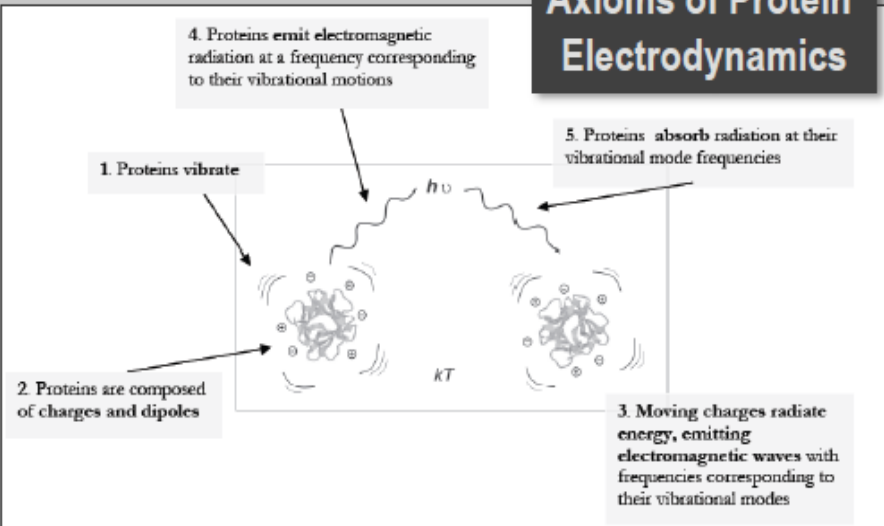 Axioms of Protein
Electrodynamics
4. Proteins emit electromagnetic
radiation at a frequency corresponding
to their vibrational motions
5. Proteins absorb radiation at their
vibrational mode frequencies
1. Proteins vibrate
hυ
kT
2. Proteins are composed
of charges and dipoles
3. Moving charges radiate
energy, emitting
electromagnetic waves with
frequencies corresponding to
their vibrational modes